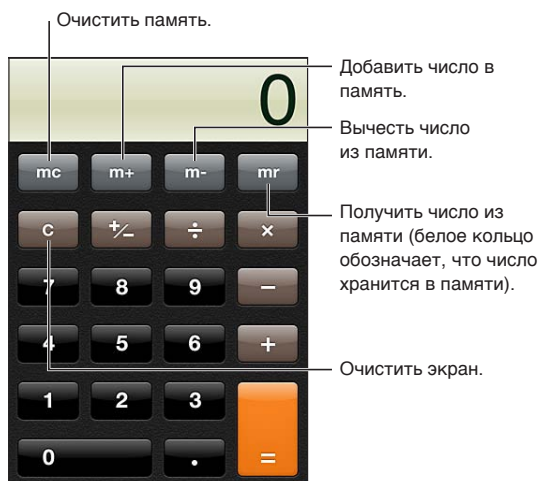 Очистить память.
0
Добавить число в
память.
Вычесть число
из памяти.
mc m+ m- mr
Получить число из
памяти (белое кольцо
обозначает, что число
хранится в памяти).
C +/− ÷ ×
7 8 9 −
4 5 6 +
Очистить экран.
1 2 3
0 . =